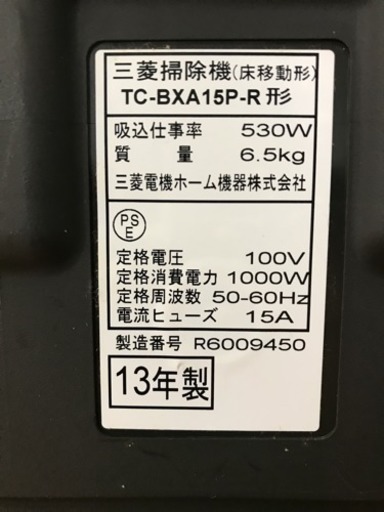 三菱掃除機(床移動形)
TC-BXA15P-R 形
吸込仕事率 530W
質量 6.5kg
三菱電機ホーム機器株式会社
PS
E
定格電圧 100V
定格消費電力 1000W
定格周波数 50-60Hz
電流ヒューズ 15A
製造番号 R6009450
13年製